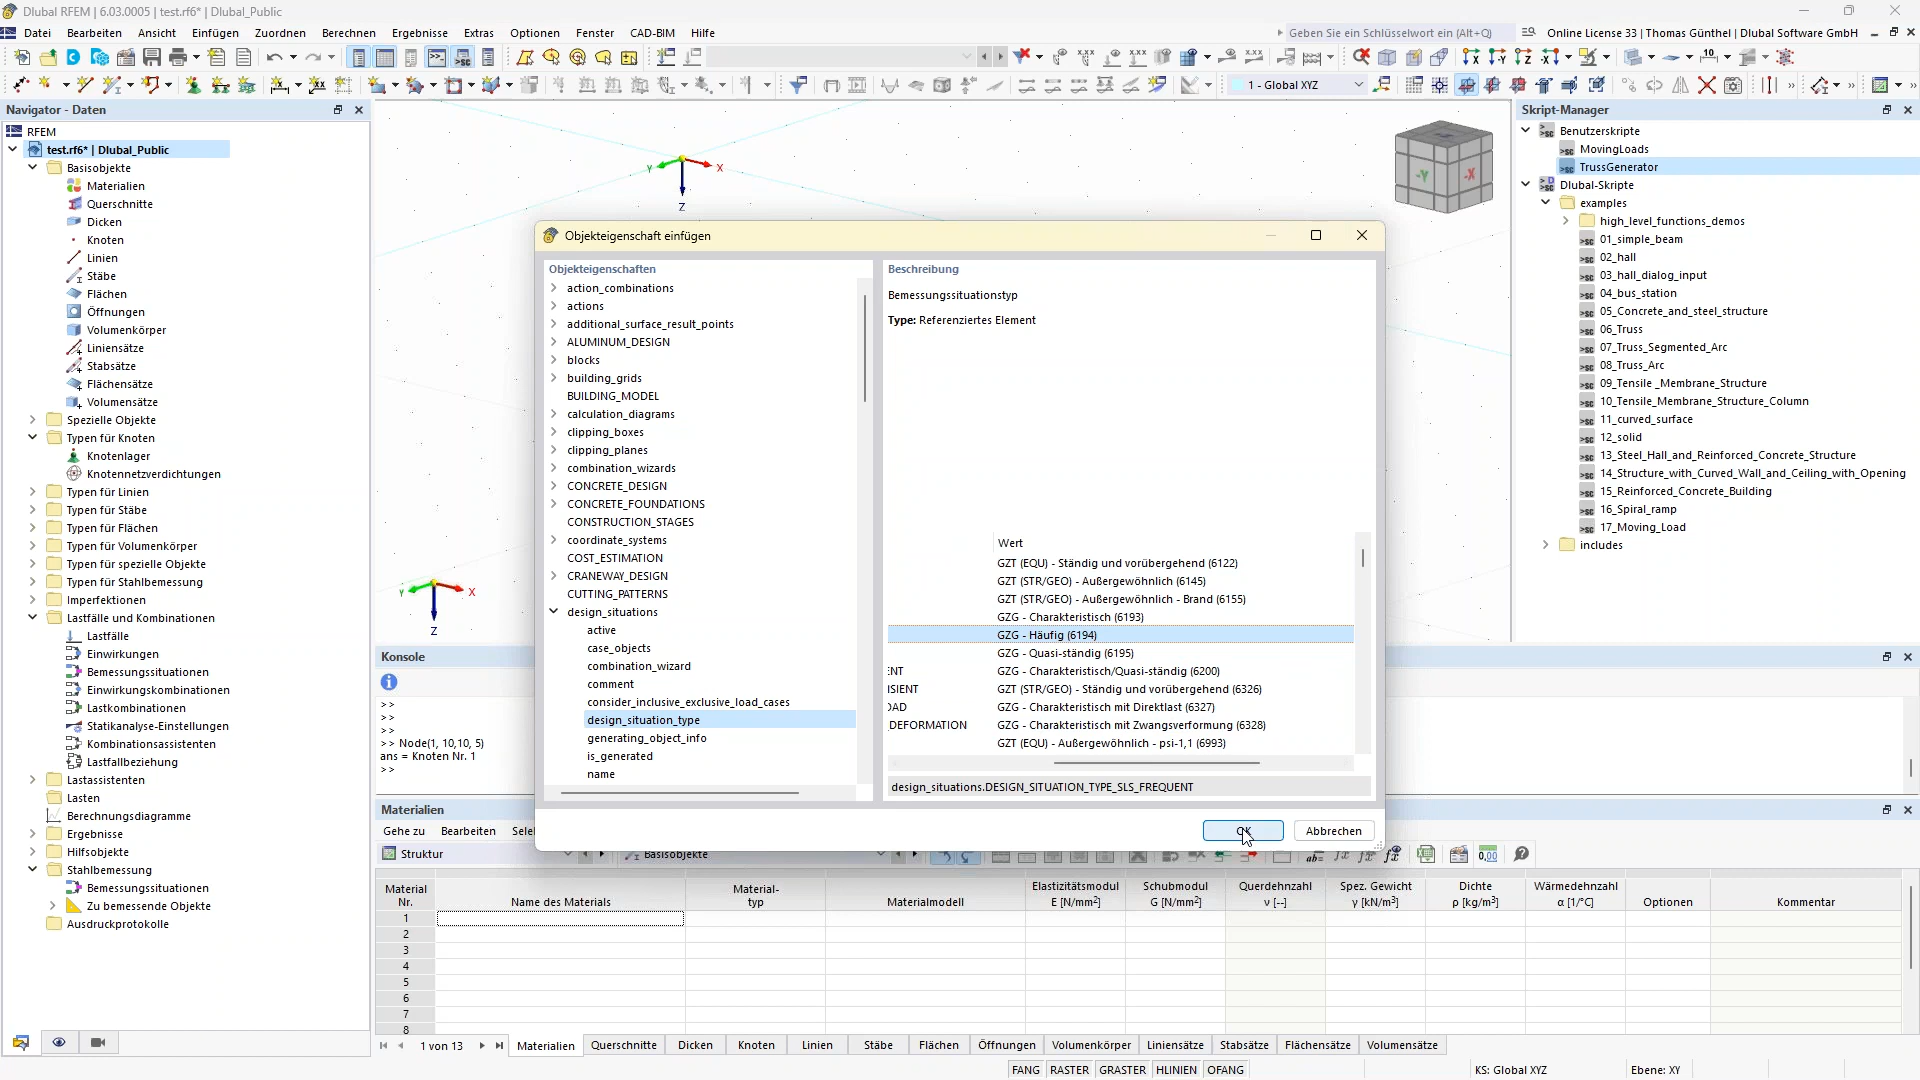 Dlubal RFEM | 6.03.0005 | test.rf6* | Dlubal_Public
Datei Bearbeiten Ansicht Einfügen Zuordnen Berechnen Ergebnisse Extras Optionen Fenster CAD-BIM Hilfe
Geben Sie ein Schlüsselwort ein (Alt+Q)
Online License 33 | Thomas Günthel | Dlubal Software GmbH
1 - Global XYZ
Navigator - Daten
RFEM
test.rf6* | Dlubal_Public
Basisobjekte
Materialien
Querschnitte
Dicken
Knoten
Linien
Stäbe
Flächen
Öffnungen
Volumenkörper
Liniensätze
Stabsätze
Flächensätze
Volumensätze
Spezielle Objekte
Typen für Knoten
Knotenlager
Knotennetzverdichtungen
Typen für Linien
Typen für Stäbe
Typen für Flächen
Typen für Volumenkörper
Typen für spezielle Objekte
Typen für Stahlbemessung
Imperfektionen
Lastfälle und Kombinationen
Lastfälle
Einwirkungen
Bemessungssituationen
Einwirkungskombinationen
Lastkombinationen
Statikanalyse-Einstellungen
Kombinationsassistenten
Lastfallbeziehung
Lastassistenten
Lasten
Berechnungsdiagramme
Ergebnisse
Hilfsobjekte
Stahlbemessung
Bemessungssituationen
Zu bemessende Objekte
Ausdruckprotokolle
Y
X
Z
Y
X
Z
-Y
-X
Skript-Manager
Benutzerskripte
MovingLoads
TrussGenerator
Dlubal-Skripte
examples
high_level_functions_demos
01_simple_beam
02_hall
03_hall_dialog_input
04_bus_station
05_Concrete_and_steel_structure
06_Truss
07_Truss_Segmented_Arc
08_Truss_Arc
09_Tensile _Membrane_Structure
10_Tensile_Membrane_Structure_Column
11_curved_surface
12_solid
13_Steel_Hall_and_Reinforced_Concrete_Structure
14_Structure_with_Curved_Wall_and_Ceiling_with_Opening
15_Reinforced_Concrete_Building
16_Spiral_ramp
17_Moving_Load
includes
Objekteigenschaft einfügen
Objekteigenschaften
action_combinations
actions
additional_surface_result_points
ALUMINUM_DESIGN
blocks
building_grids
BUILDING_MODEL
calculation_diagrams
clipping_boxes
clipping_planes
combination_wizards
CONCRETE_DESIGN
CONCRETE_FOUNDATIONS
CONSTRUCTION_STAGES
coordinate_systems
COST_ESTIMATION
CRANEWAY_DESIGN
CUTTING_PATTERNS
design_situations
active
case_objects
combination_wizard
comment
consider_inclusive_exclusive_load_cases
design_situation_type
generating_object_info
is_generated
name
Beschreibung
Bemessungssituationstyp
Type: Referenziertes Element
Wert
GZT (EQU) - Ständig und vorübergehend (6122)
GZT (STR/GEO) - Außergewöhnlich (6145)
GZT (STR/GEO) - Außergewöhnlich - Brand (6155)
GZG - Charakteristisch (6193)
GZG - Häufig (6194)
GZG - Quasi-ständig (6195)
ENT GZG - Charakteristisch/Quasi-ständig (6200)
SIENT GZT (STR/GEO) - Ständig und vorübergehend (6326)
OAD GZG - Charakteristisch mit Direktlast (6327)
DEFORMATION GZG - Charakteristisch mit Zwangsverformung (6328)
GZT (EQU) - Außergewöhnlich - psi-1,1 (6993)
design_situations.DESIGN_SITUATION_TYPE_SLS_FREQUENT
OK Abbrechen
Konsole
>>
>>
>>
>> Node(1, 10,10, 5)
ans = Knoten Nr. 1
>>
Materialien
Gehe zu Bearbeiten
Struktur Basisobjekte
Material Nr. Name des Materials Material-typ Materialmodell Elastizitätsmodul E [N/mm²] Schubmodul G [N/mm²] Querdehnzahl ν [--] Spez. Gewicht γ [kN/m³] Dichte ρ [kg/m³] Wärmedehnzahl α [1/°C] Optionen Kommentar
1
2
3
4
5
6
7
8
1 von 13 Materialien Querschnitte Dicken Knoten Linien Stäbe Flächen Öffnungen Volumenkörper Liniensätze Stabsätze Flächensätze Volumensätze
FANG RASTER GRASTER HLINIEN OFANG KS: Global XYZ Ebene: XY